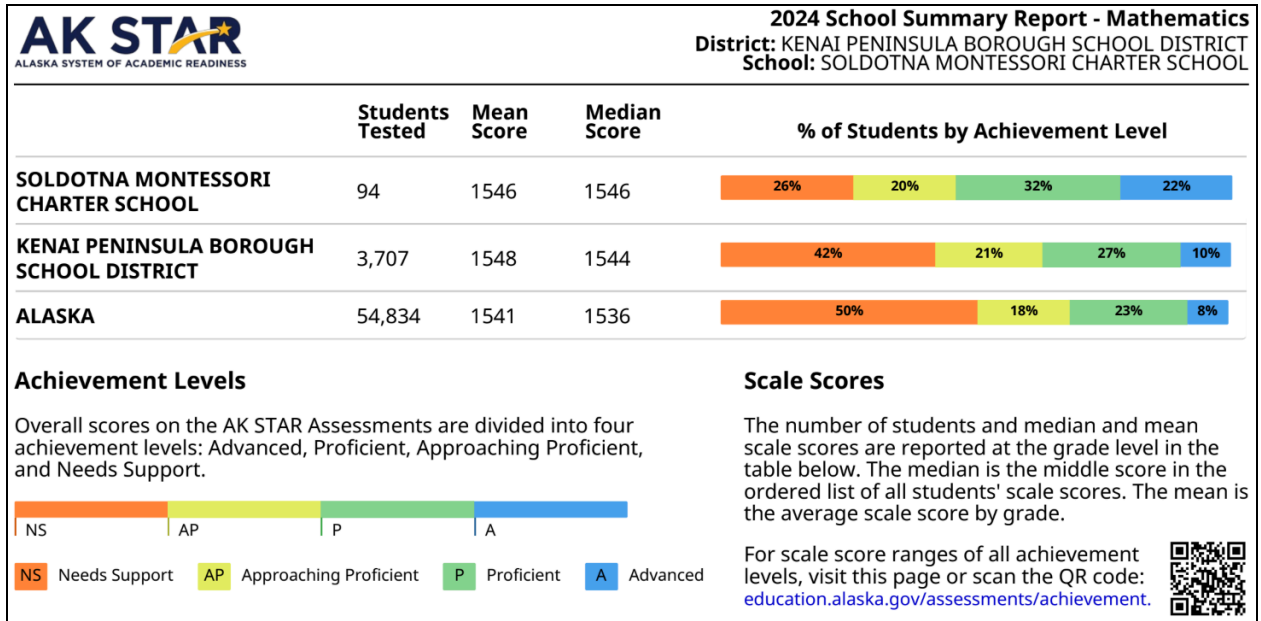 AK STAR
ALASKA SYSTEM OF ACADEMIC READINESS
2024 School Summary Report - Mathematics
District: KENAI PENINSULA BOROUGH SCHOOL DISTRICT
School: SOLDOTNA MONTESSORI CHARTER SCHOOL
Students Tested
Mean Score
Median Score
% of Students by Achievement Level
SOLDOTNA MONTESSORI
CHARTER SCHOOL
94 1546 1546 26% 20% 32% 22%
KENAI PENINSULA BOROUGH
SCHOOL DISTRICT
3,707 1548 1544 42% 21% 27% 10%
ALASKA 54,834 1541 1536 50% 18% 23% 8%
Achievement Levels
Overall scores on the AK STAR Assessments are divided into four
achievement levels: Advanced, Proficient, Approaching Proficient,
and Needs Support.
NS AP P A
NS Needs Support AP Approaching Proficient P Proficient A Advanced
Scale Scores
The number of students and median and mean
scale scores are reported at the grade level in the
table below. The median is the middle score in the
ordered list of all students' scale scores. The mean is
the average scale score by grade.
For scale score ranges of all achievement
levels, visit this page or scan the QR code:
education.alaska.gov/assessments/achievement.